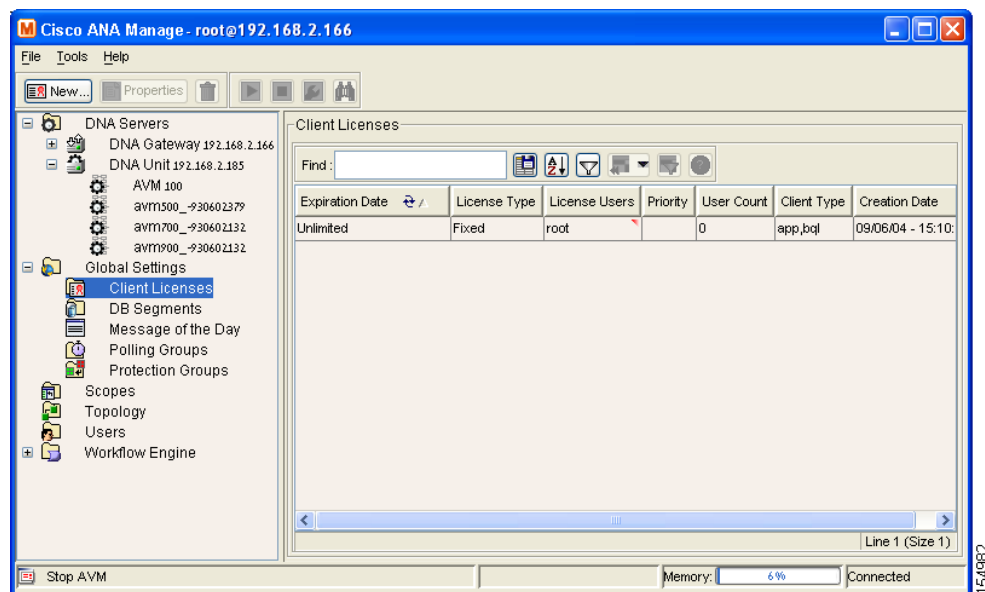 Cisco ANA Manage - root@192.168.2.166
File Tools Help
New... Properties
DNA Servers
DNA Gateway 192.168.2.166
DNA Unit 192.168.2.185
AVM 100
avm500_-930602379
avm700_-930602132
avm900_-930602132
Global Settings
Client Licenses
DB Segments
Message of the Day
Polling Groups
Protection Groups
Scopes
Topology
Users
Workflow Engine
Client Licenses
Find :
Expiration Date License Type License Users Priority User Count Client Type Creation Date
Unlimited Fixed root 0 app,bql 09/06/04 - 15:10:
Line 1 (Size 1)
Stop AVM Memory: 6% Connected
154982